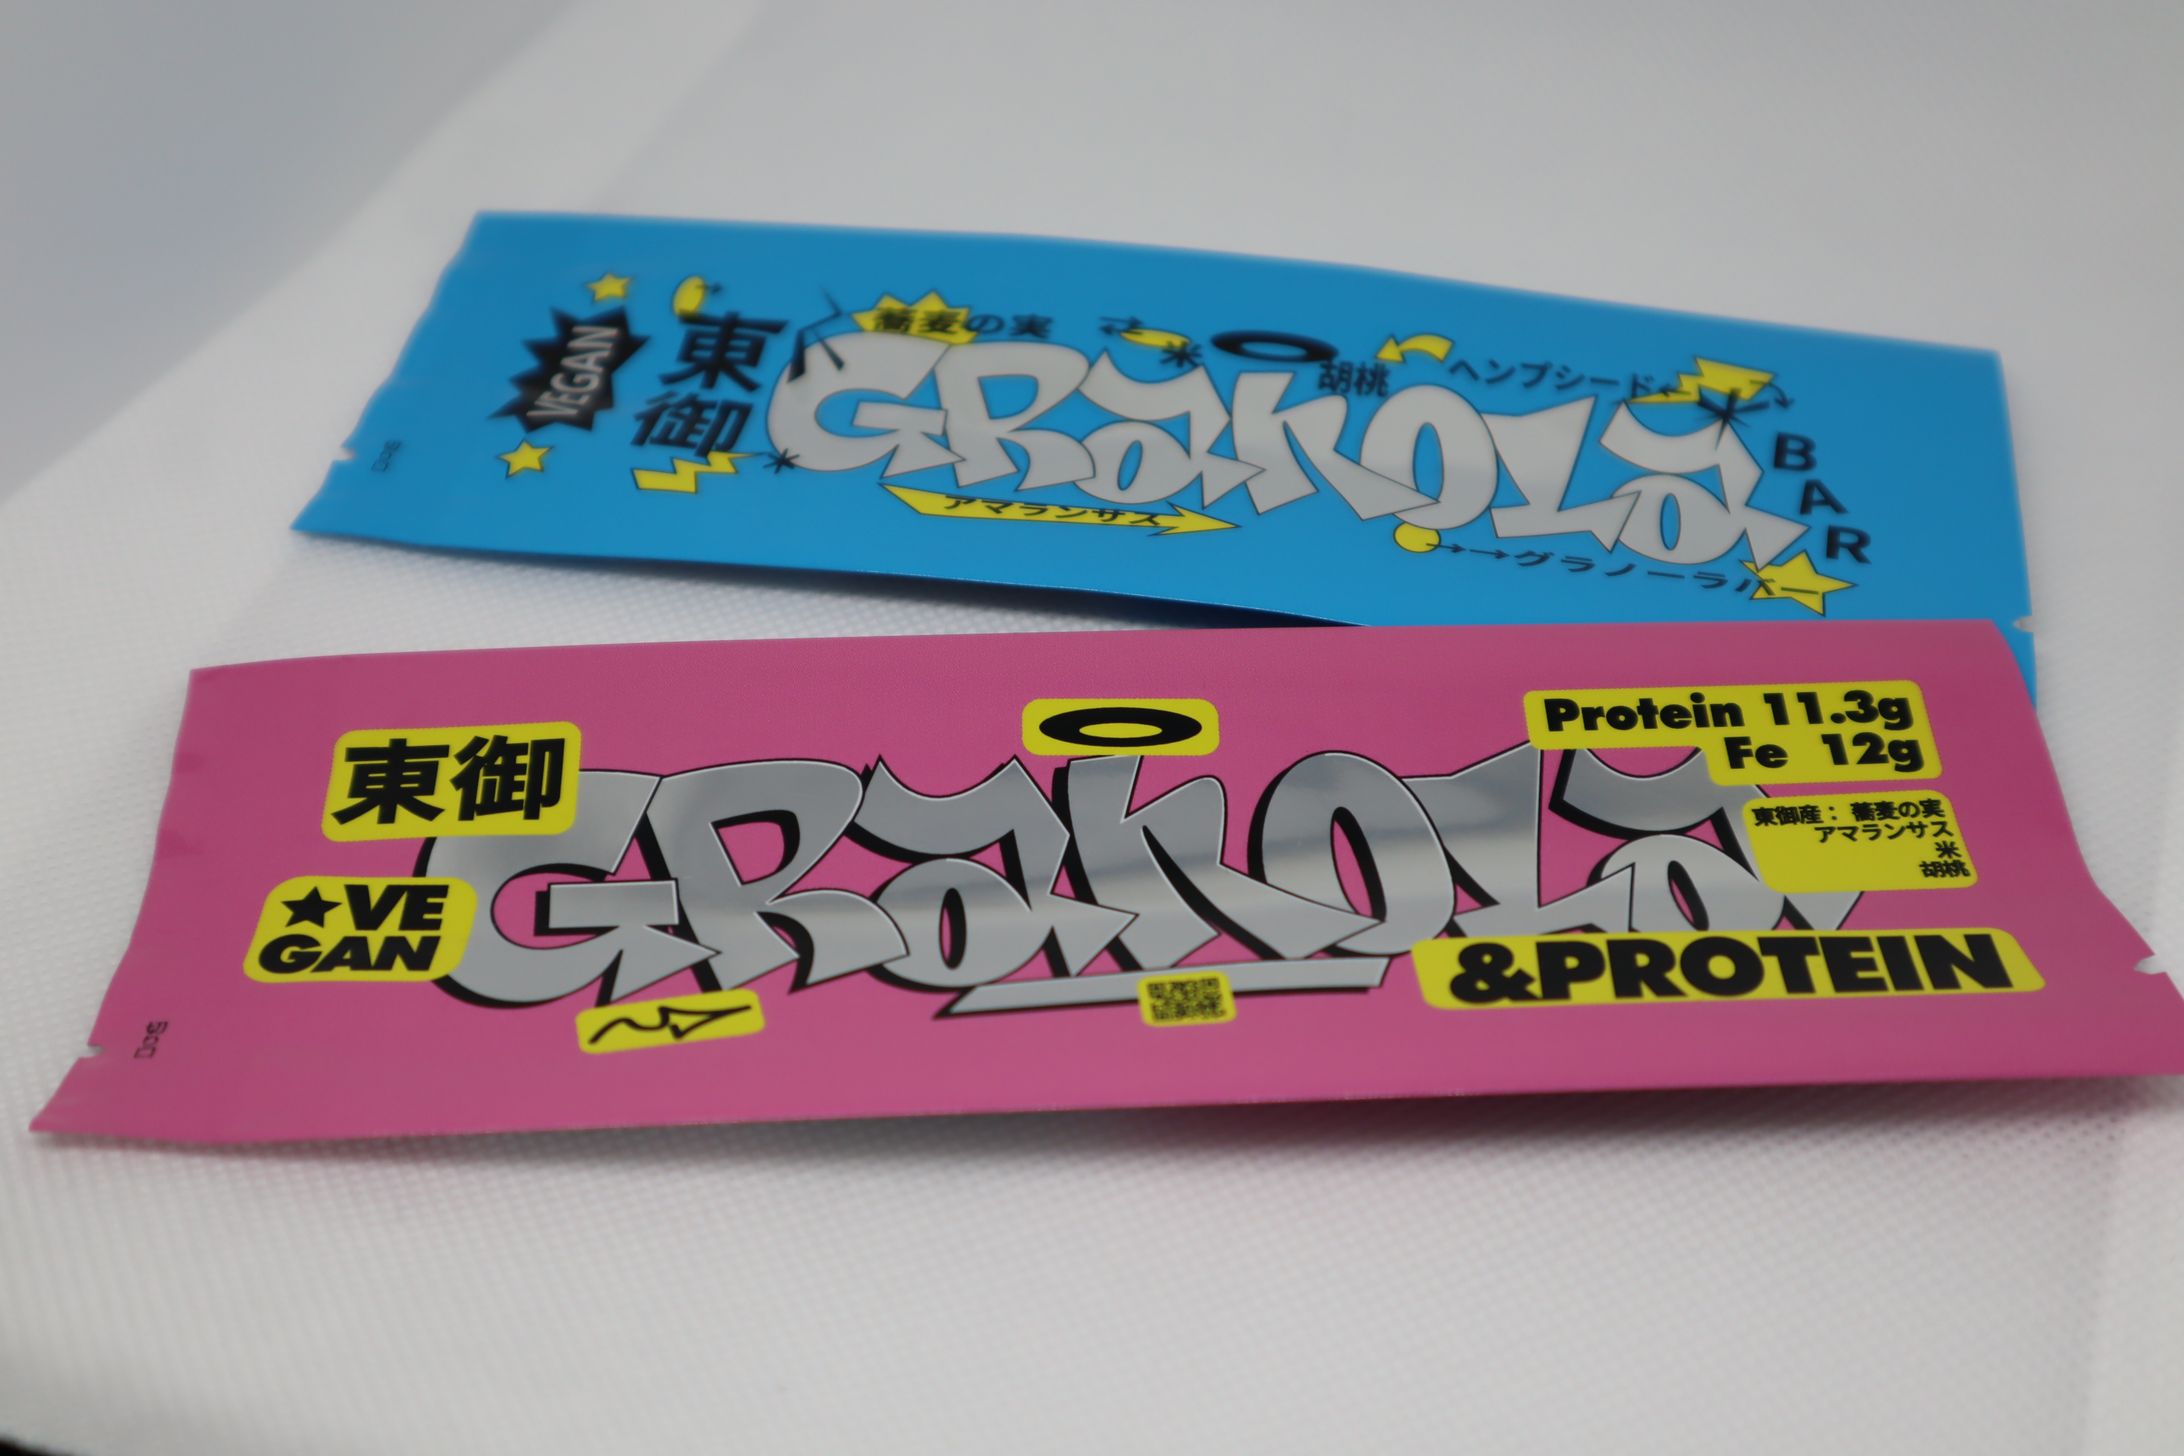 VEGAN
東御
蕎麦の実
米
胡桃
ヘンプシード
GRaNOLa
BAR
アマランサス
グラノーラバー
東御
★VE
GAN
GRaNOLa
Protein 11.3g
Fe 12g
東御産：蕎麦の実
アマランサス
米
胡桃
&PROTEIN